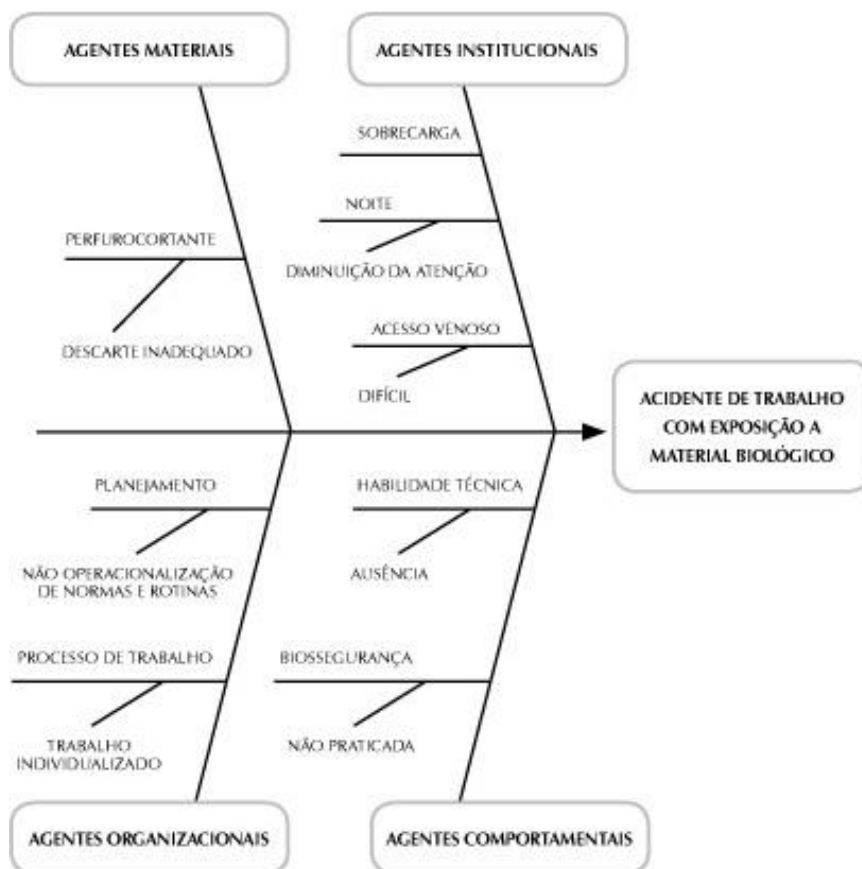 AGENTES MATERIAIS
AGENTES INSTITUCIONAIS
SOBRECARGA
NOITE
DIMINUIÇÃO DA ATENÇÃO
PERFUROCORTANTE
DESCARTE INADEQUADO
ACESSO VENOSO
DIFÍCIL
ACIDENTE DE TRABALHO
COM EXPOSIÇÃO A
MATERIAL BIOLÓGICO
PLANEJAMENTO
NÃO OPERACIONALIZAÇÃO
DE NORMAS E ROTINAS
HABILIDADE TÉCNICA
AUSÊNCIA
PROCESSO DE TRABALHO
TRABALHO
INDIVIDUALIZADO
BIOSSEGURANÇA
NÃO PRATICADA
AGENTES ORGANIZACIONAIS
AGENTES COMPORTAMENTAIS